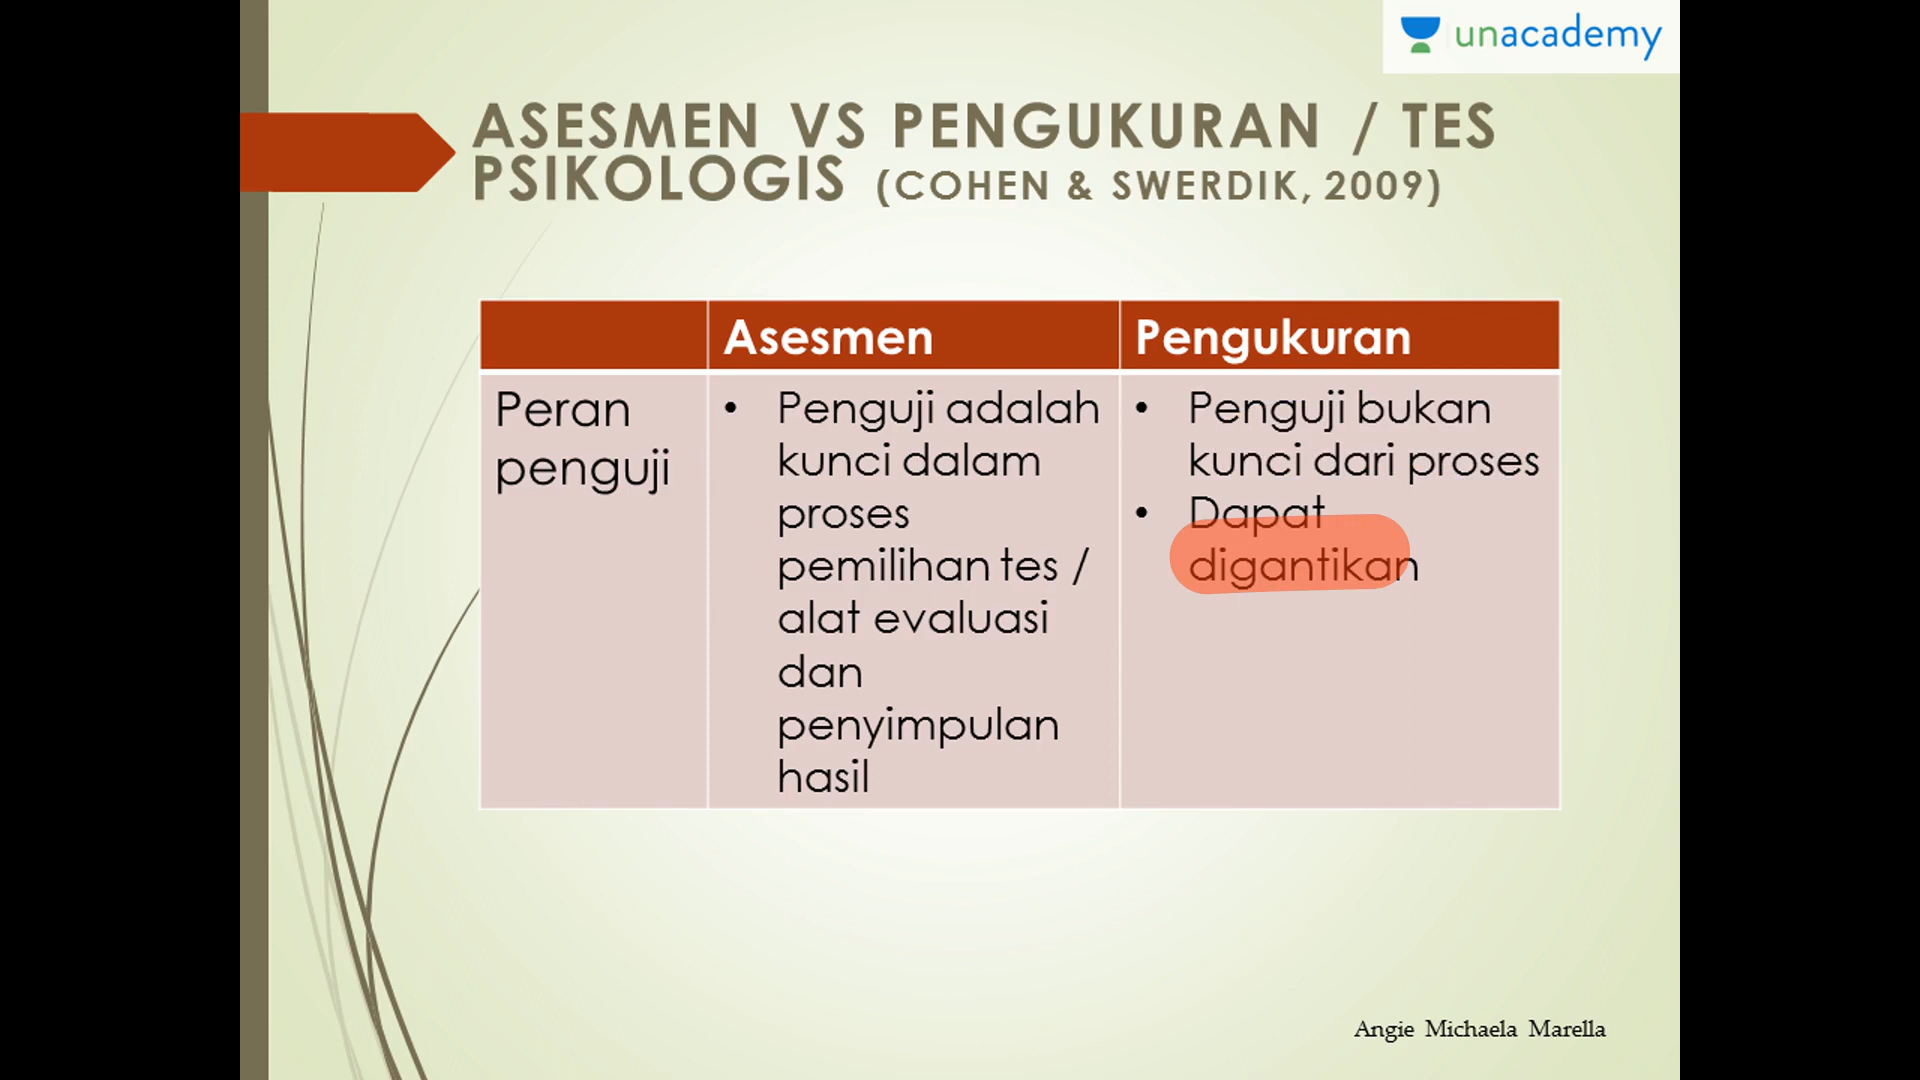 unacademy
ASESMEN VS PENGUKURAN / TES
PSIKOLOGIS (COHEN & SWERDIK, 2009)
Asesmen
Pengukuran
Peran
penguji
• Penguji adalah
kunci dalam
proses
pemilihan tes /
alat evaluasi
dan
penyimpulan
hasil
• Penguji bukan
kunci dari proses
• Dapat
digantikan
Angie Michaela Marella